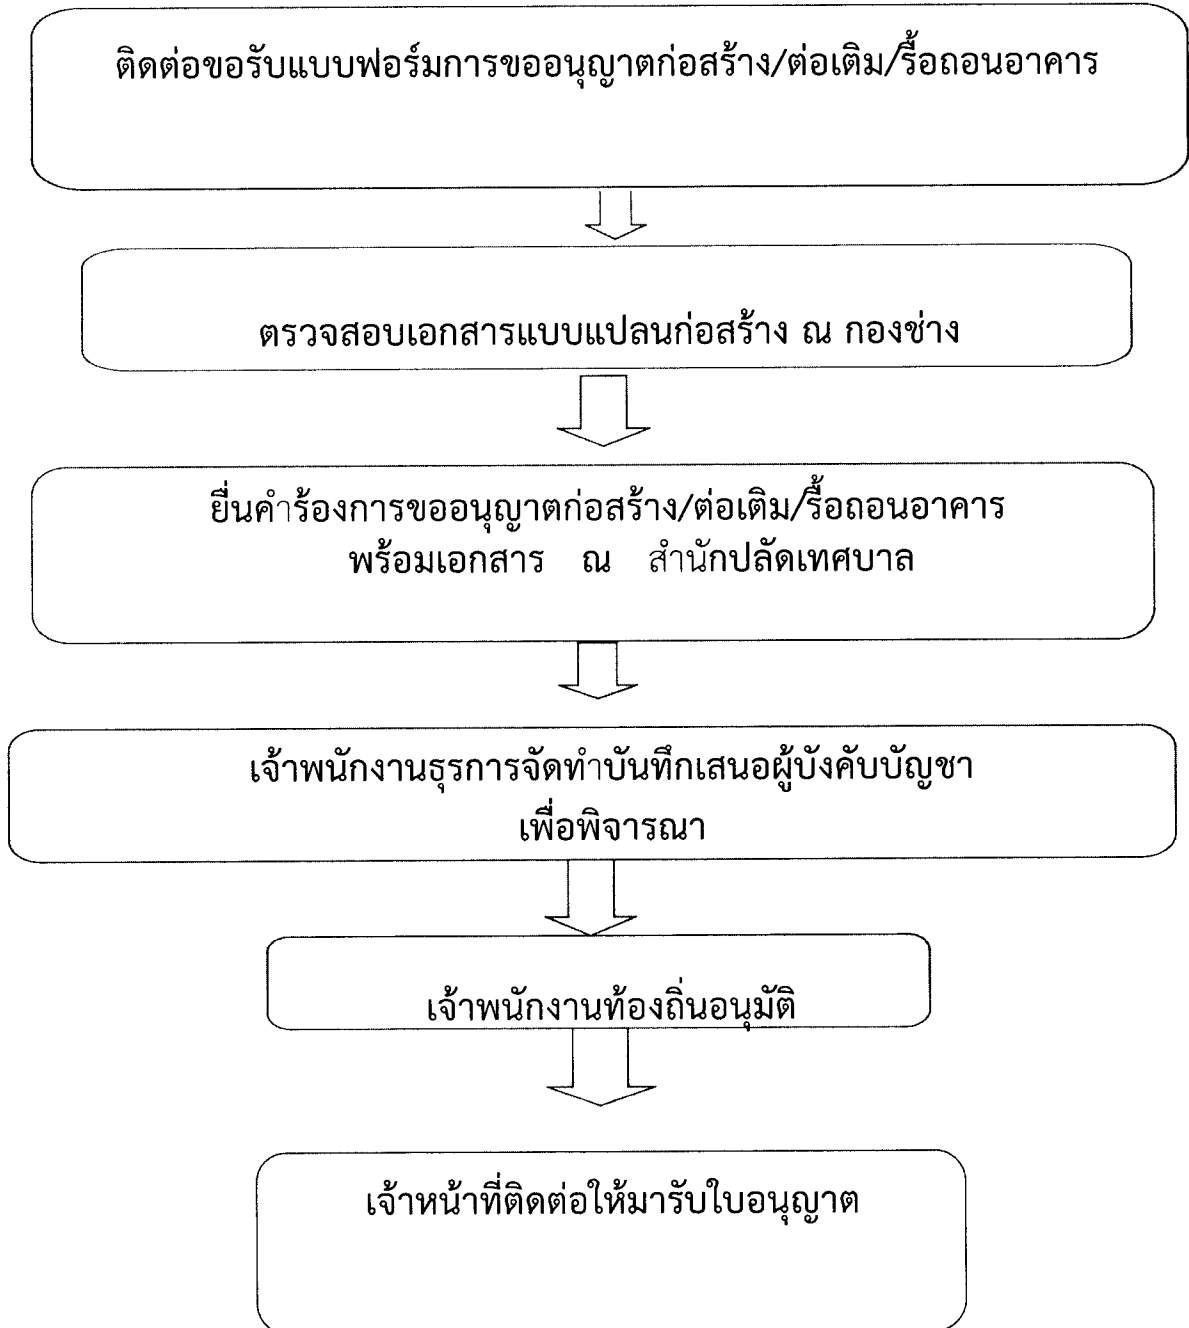 ติดต่อขอรับแบบฟอร์มการขออนุญาตก่อสร้าง/ต่อเติม/รื้อถอนอาคาร
ตรวจสอบเอกสารแบบแปลนก่อสร้าง ณ กองช่าง
ยื่นคำร้องการขออนุญาตก่อสร้าง/ต่อเติม/รื้อถอนอาคาร
พร้อมเอกสาร ณ สำนักปลัดเทศบาล
เจ้าพนักงานธุรการจัดทำบันทึกเสนอผู้บังคับบัญชา
เพื่อพิจารณา
เจ้าพนักงานท้องถิ่นอนุมัติ
เจ้าหน้าที่ติดต่อให้มารับใบอนุญาต